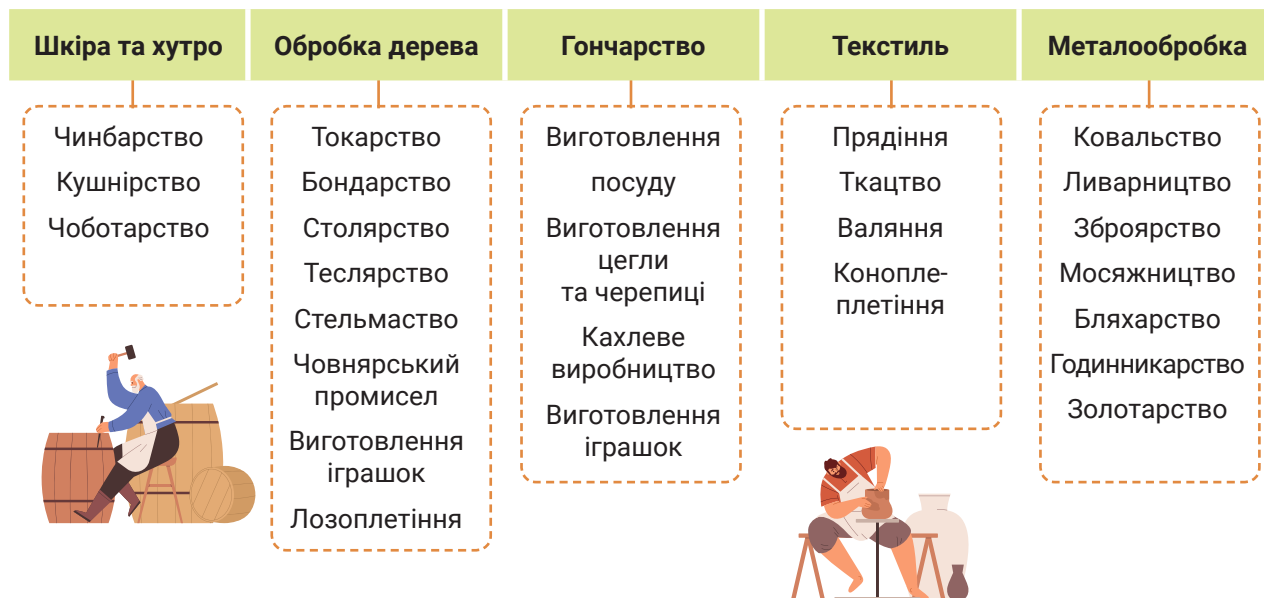 Шкіра та хутро
Обробка дерева
Гончарство
Текстиль
Металообробка
Чинбарство
Кушнірство
Чоботарство
Токарство
Бондарство
Столярство
Теслярство
Стельмаство
Човнярський
промисел
Виготовлення
іграшок
Лозоплетіння
Виготовлення
посуду
Виготовлення
цегли
та черепиці
Кахлеве
виробництво
Виготовлення
іграшок
Прядіння
Ткацтво
Валяння
Конопле-
плетіння
Ковальство
Ливарництво
Зброярство
Мосяжництво
Бляхарство
Годинникарство
Золотарство